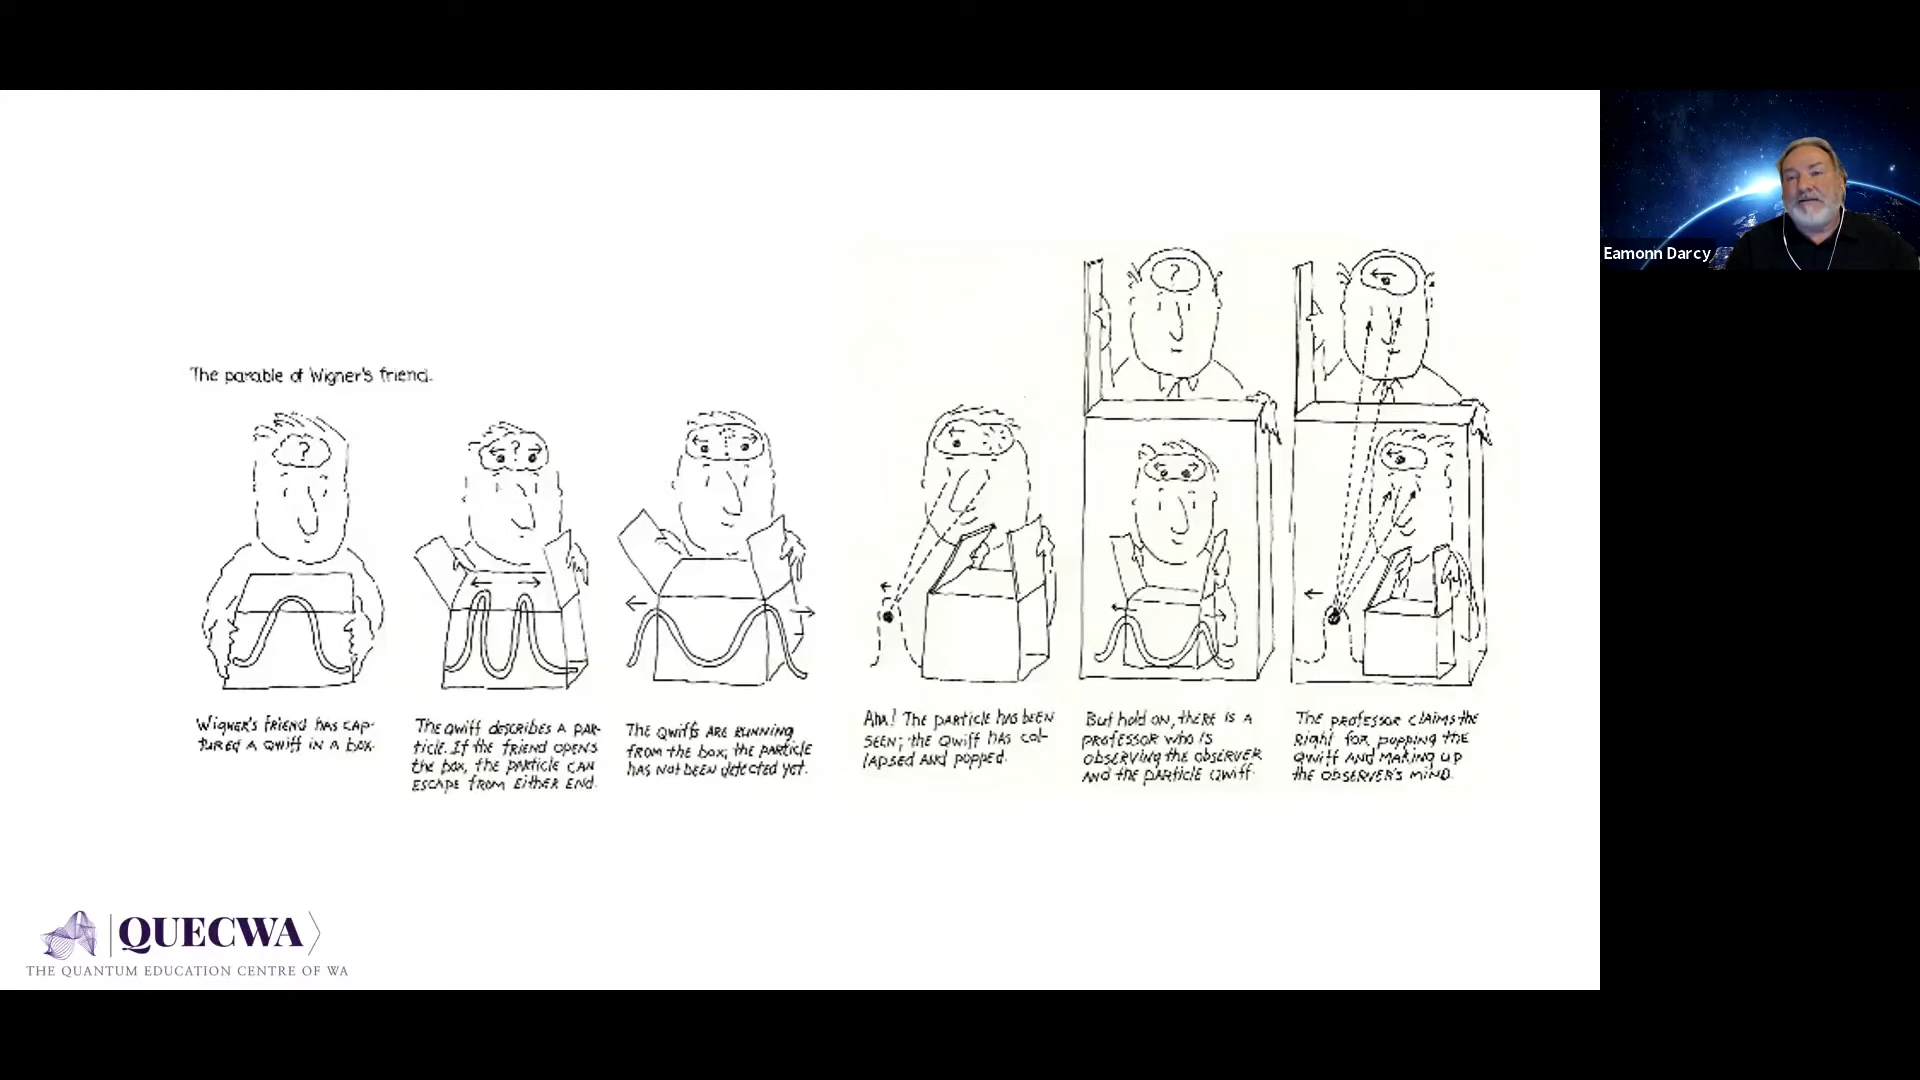 The parable of Wigner's friend.
Wigner's friend has cap-
tured a qwiff in a box.
The qwiff describes a par-
ticle. If the friend opens
the box, the particle can
escape from either end.
The qwiffs are running
from the box; the particle
has not been detected yet.
Aha! The particle has been
seen; the qwiff has col-
lapsed and popped.
But hold on, there is a
professor who is
observing the observer
and the particle qwiff.
The professor claims the
right for popping the
qwiff and making up
the observer's mind.
?
?
?
Eamonn Darcy
QUECWA
THE QUANTUM EDUCATION CENTRE OF WA